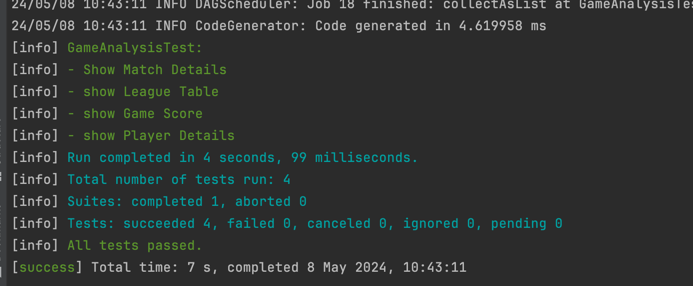 24/05/08 10:43:11 INFO DAGScheduler: Job 18 finished: collectAsList at GameAnalysisTes
24/05/08 10:43:11 INFO CodeGenerator: Code generated in 4.619958 ms
[info] GameAnalysisTest:
[info] - Show Match Details
[info] - show League Table
[info] - show Game Score
[info] - show Player Details
[info] Run completed in 4 seconds, 99 milliseconds.
[info] Total number of tests run: 4
[info] Suites: completed 1, aborted 0
[info] Tests: succeeded 4, failed 0, canceled 0, ignored 0, pending 0
[info] All tests passed.
[success] Total time: 7 s, completed 8 May 2024, 10:43:11